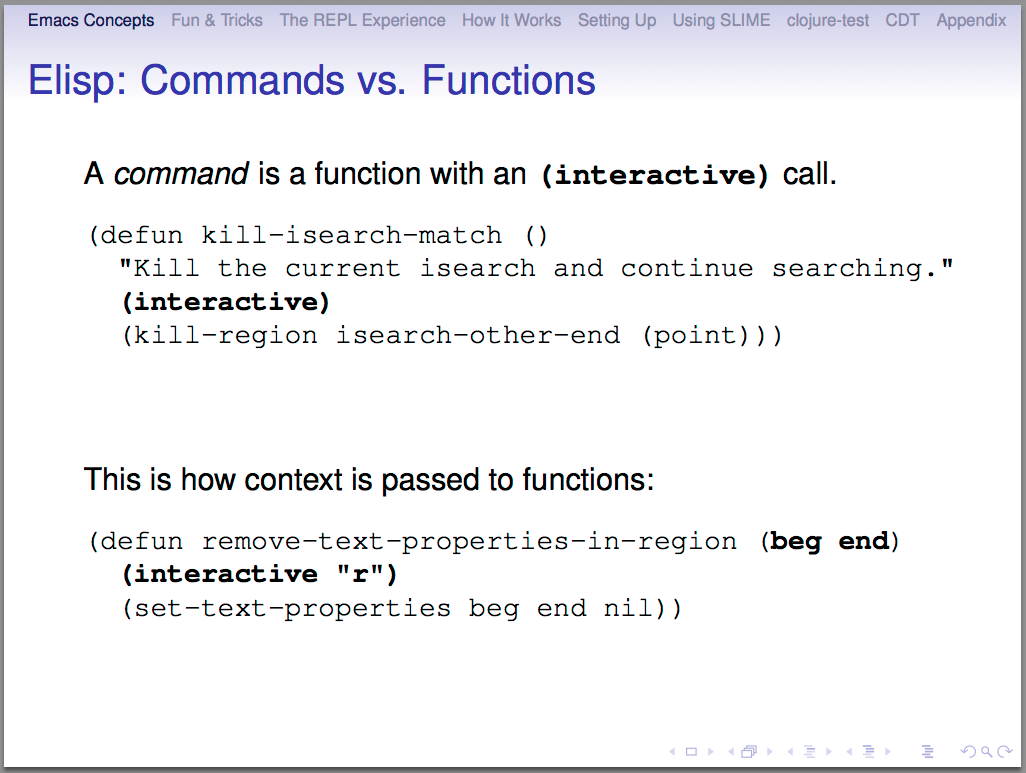 Emacs Concepts Fun & Tricks The REPL Experience How It Works Setting Up Using SLIME clojure-test CDT Appendix
Elisp: Commands vs. Functions
A command is a function with an (interactive) call.
(defun kill-isearch-match ()
  "Kill the current isearch and continue searching."
  (interactive)
  (kill-region isearch-other-end (point)))
This is how context is passed to functions:
(defun remove-text-properties-in-region (beg end)
  (interactive "r")
  (set-text-properties beg end nil))